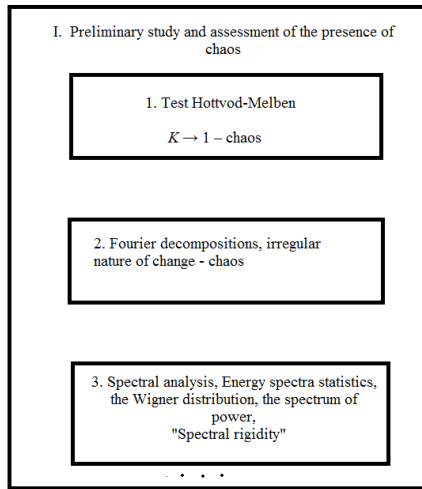 I. Preliminary study and assessment of the presence of
chaos
1. Test Hottvod-Melben
K → 1 – chaos
2. Fourier decompositions, irregular
nature of change - chaos
3. Spectral analysis, Energy spectra statistics,
the Wigner distribution, the spectrum of
power,
"Spectral rigidity"
. . . .